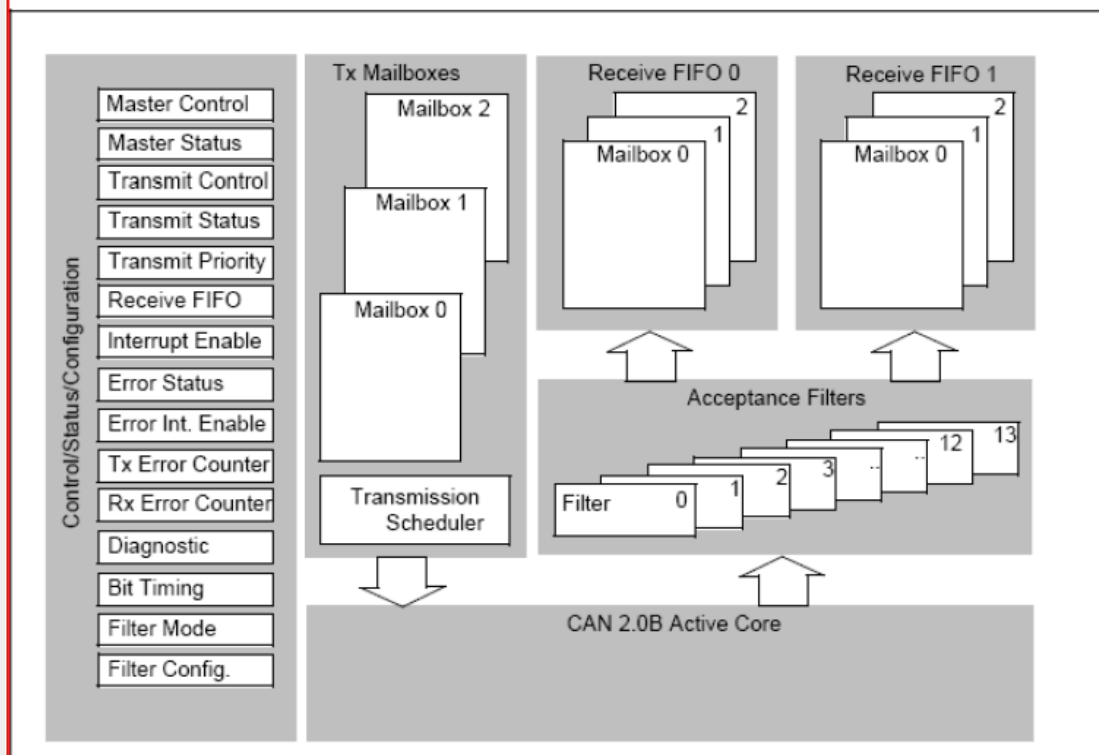 Control/Status/Configuration
Master Control
Master Status
Transmit Control
Transmit Status
Transmit Priority
Receive FIFO
Interrupt Enable
Error Status
Error Int. Enable
Tx Error Counter
Rx Error Counter
Diagnostic
Bit Timing
Filter Mode
Filter Config.
Tx Mailboxes
Mailbox 2
Mailbox 1
Mailbox 0
Transmission
Scheduler
Receive FIFO 0
2
1
Mailbox 0
Receive FIFO 1
2
1
Mailbox 0
Acceptance Filters
Filter 0
1
2
3
..
..
12
13
CAN 2.0B Active Core